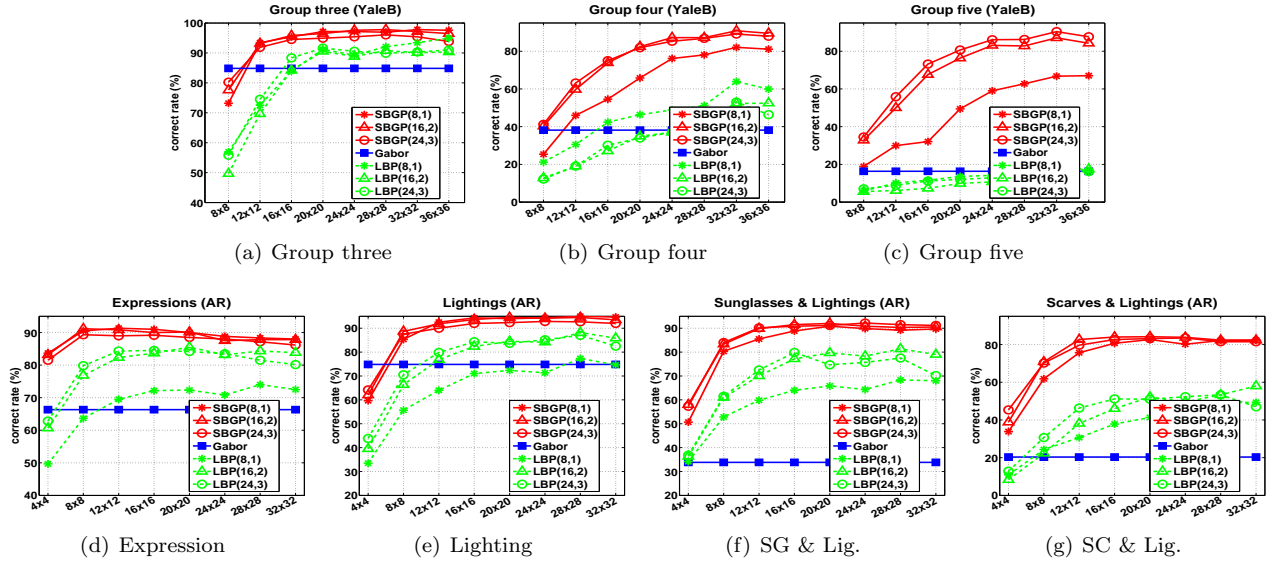 Group three (YaleB)
correct rate (%)
100
90
80
70
60
50
40
8x8 12x12 16x16 20x20 24x24 28x28 32x32 36x36
SBGP(8,1)
SBGP(16,2)
SBGP(24,3)
Gabor
LBP(8,1)
LBP(16,2)
LBP(24,3)
(a) Group three
Group four (YaleB)
correct rate (%)
80
60
40
20
0
8x8 12x12 16x16 20x20 24x24 28x28 32x32 36x36
SBGP(8,1)
SBGP(16,2)
SBGP(24,3)
Gabor
LBP(8,1)
LBP(16,2)
LBP(24,3)
(b) Group four
Group five (YaleB)
correct rate (%)
80
60
40
20
0
8x8 12x12 16x16 20x20 24x24 28x28 32x32 36x36
SBGP(8,1)
SBGP(16,2)
SBGP(24,3)
Gabor
LBP(8,1)
LBP(16,2)
LBP(24,3)
(c) Group five
Expressions (AR)
correct rate (%)
90
80
70
60
50
40
4x4 8x8 12x12 16x16 20x20 24x24 28x28 32x32
SBGP(8,1)
SBGP(16,2)
SBGP(24,3)
Gabor
LBP(8,1)
LBP(16,2)
LBP(24,3)
(d) Expression
Lightings (AR)
correct rate (%)
90
80
70
60
50
40
30
20
4x4 8x8 12x12 16x16 20x20 24x24 28x28 32x32
SBGP(8,1)
SBGP(16,2)
SBGP(24,3)
Gabor
LBP(8,1)
LBP(16,2)
LBP(24,3)
(e) Lighting
Sunglasses & Lightings (AR)
correct rate (%)
90
80
70
60
50
40
30
20
4x4 8x8 12x12 16x16 20x20 24x24 28x28 32x32
SBGP(8,1)
SBGP(16,2)
SBGP(24,3)
Gabor
LBP(8,1)
LBP(16,2)
LBP(24,3)
(f) SG & Lig.
Scarves & Lightings (AR)
correct rate (%)
80
60
40
20
0
4x4 8x8 12x12 16x16 20x20 24x24 28x28 32x32
SBGP(8,1)
SBGP(16,2)
SBGP(24,3)
Gabor
LBP(8,1)
LBP(16,2)
LBP(24,3)
(g) SC & Lig.